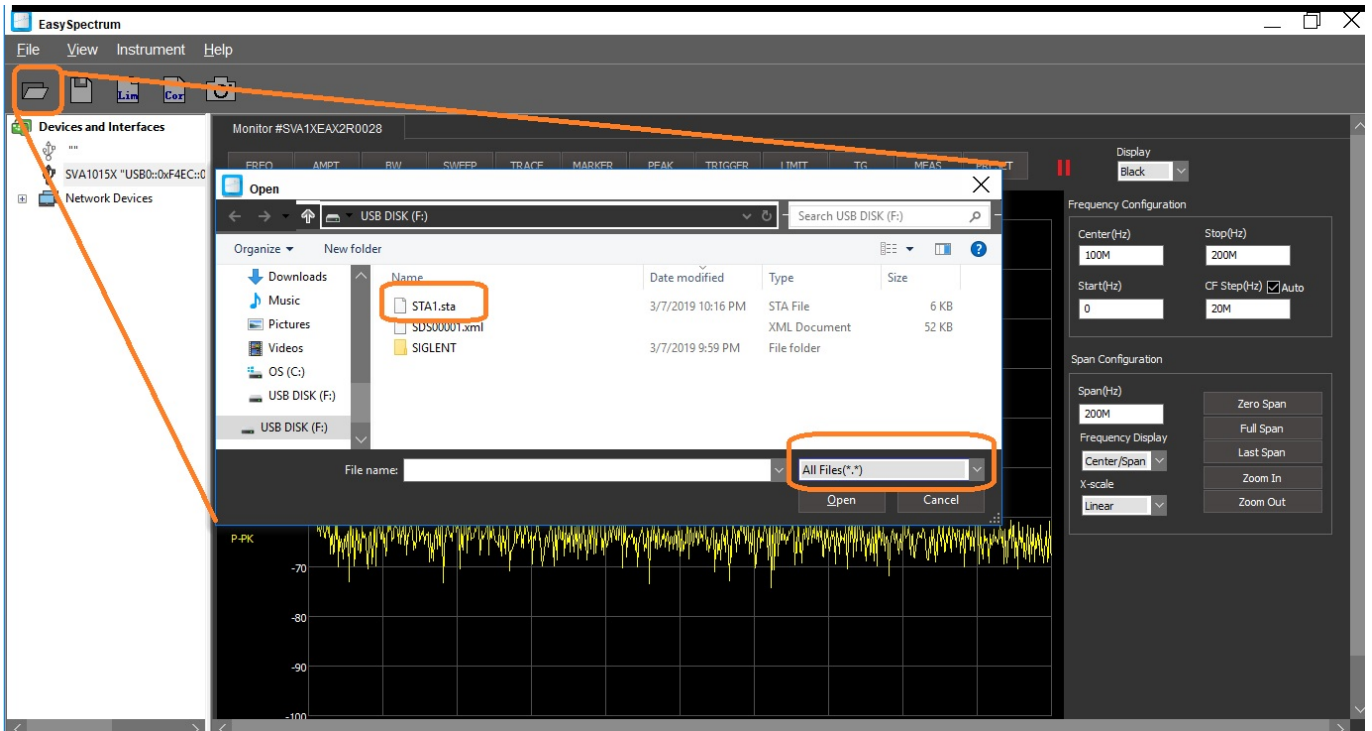 EasySpectrum
File View Instrument Help
Lim Cor
Devices and Interfaces
""
SVA1015X "USB0::0xF4EC::0
Network Devices
Monitor #SVA1XEAX2R0028
FREQ AMPT BW SWEEP TRACE MARKER PEAK TRIGGER LIMIT TG MEAS PRESET
Display
Black
Open
USB DISK (F:)
Search USB DISK (F:)
Organize New folder
Downloads
Music
Pictures
Videos
OS (C:)
USB DISK (F:)
USB DISK (F:)
Name Date modified Type Size
STA1.sta 3/7/2019 10:16 PM STA File 6 KB
SDS00001.xml XML Document 52 KB
SIGLENT 3/7/2019 9:59 PM File folder
File name:
All Files(*.*)
Open Cancel
P-PK
-70
-80
-90
-100
Frequency Configuration
Center(Hz) Stop(Hz)
100M 200M
Start(Hz) CF Step(Hz) Auto
0 20M
Span Configuration
Span(Hz)
200M
Frequency Display
Center/Span
X-scale
Linear
Zero Span
Full Span
Last Span
Zoom In
Zoom Out